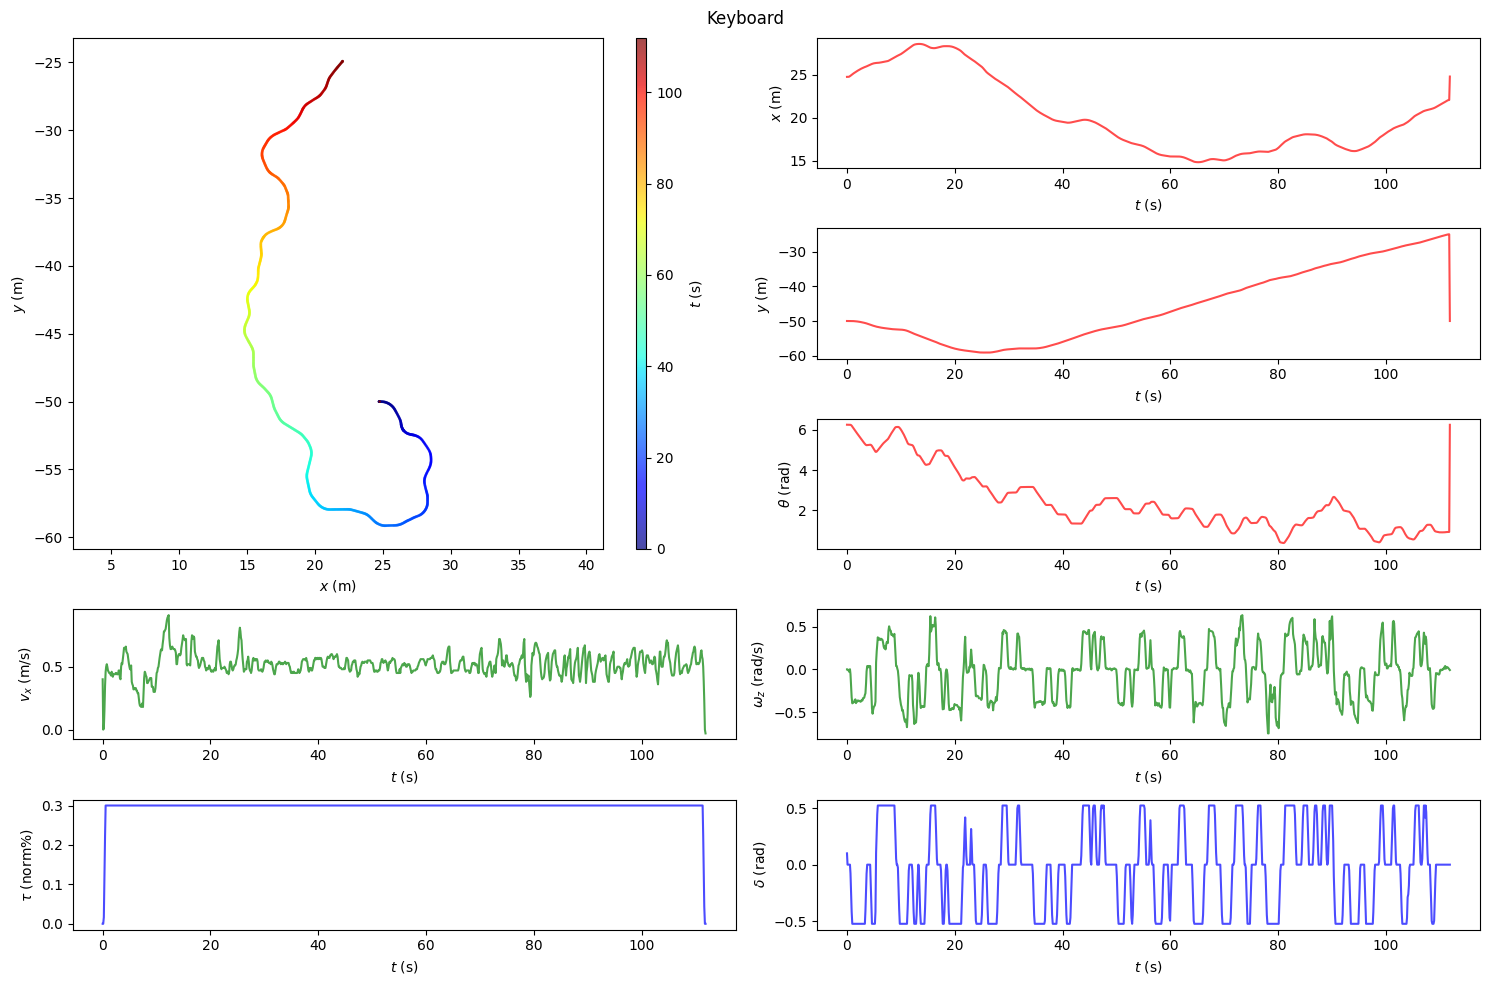 Keyboard
−25
−30
−35
−40
−45
−50
−55
−60
y (m)
5 10 15 20 25 30 35 40
x (m)
100
80
60
40
20
0
t (s)
25
20
15
x (m)
0 20 40 60 80 100
t (s)
−30
−40
−50
−60
y (m)
0 20 40 60 80 100
t (s)
6
4
2
θ (rad)
0 20 40 60 80 100
t (s)
0.5
0.0
vx (m/s)
0 20 40 60 80 100
t (s)
0.5
0.0
−0.5
ωz (rad/s)
0 20 40 60 80 100
t (s)
0.3
0.2
0.1
0.0
τ (norm%)
0 20 40 60 80 100
t (s)
0.5
0.0
−0.5
δ (rad)
0 20 40 60 80 100
t (s)